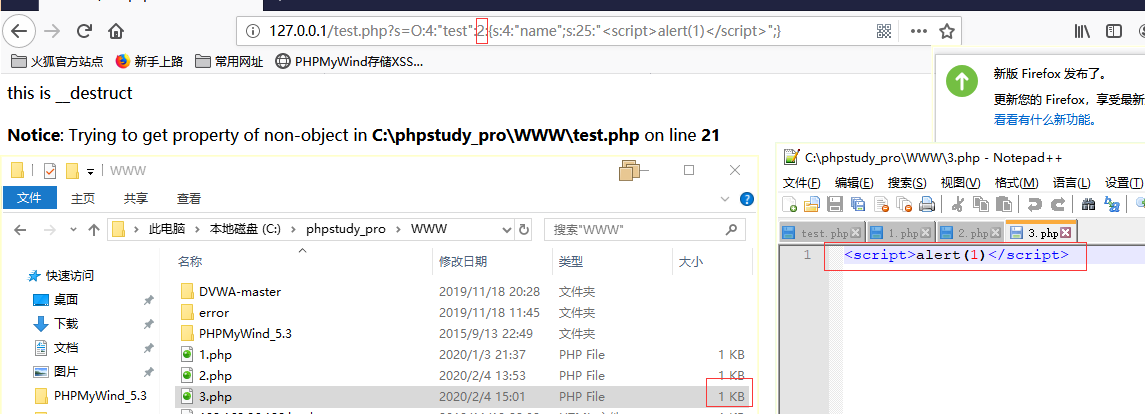 127.0.0.1/test.php?s=O:4:"test":2:{s:4:"name";s:25:"<script>alert(1)</script>";}
火狐官方站点 新手上路 常用网址 PHPMyWind存储XSS...
this is __destruct
Notice: Trying to get property of non-object in C:\phpstudy_pro\WWW\test.php on line 21
新版 Firefox 发布了。
更新您的 Firefox，享受最新
看看有什么新功能。
WWW
文件 主页 共享 查看
此电脑 本地磁盘 (C:) phpstudy_pro WWW 搜索"WWW"
名称 修改日期 类型 大小
快速访问
桌面
下载
文档
图片
PHPMyWind_5.3
DVWA-master 2019/11/18 20:28 文件夹
error 2019/11/18 11:45 文件夹
PHPMyWind_5.3 2015/9/13 22:49 文件夹
1.php 2020/1/3 21:37 PHP File 1 KB
2.php 2020/2/4 13:53 PHP File 1 KB
3.php 2020/2/4 15:01 PHP File 1 KB
C:\phpstudy_pro\WWW\3.php - Notepad++
文件(F) 编辑(E) 搜索(S) 视图(V) 格式(M) 语言(L) 设置(T)
test.php 1.php 2.php 3.php
1 <script>alert(1)</script>